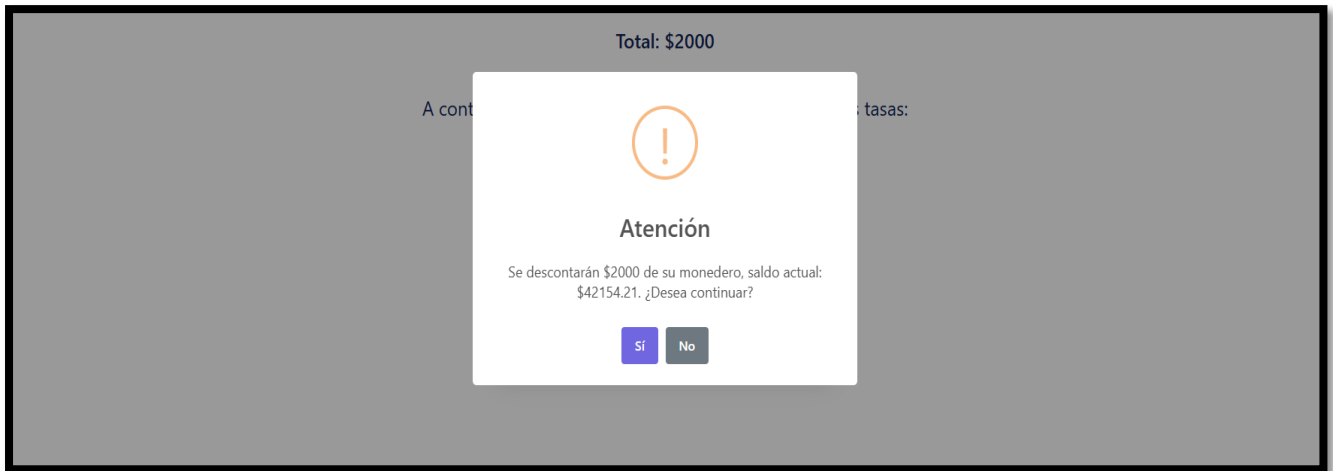 Total: $2000
A cont
tasas:
Atención
Se descontarán $2000 de su monedero, saldo actual:
$42154.21. ¿Desea continuar?
Sí No